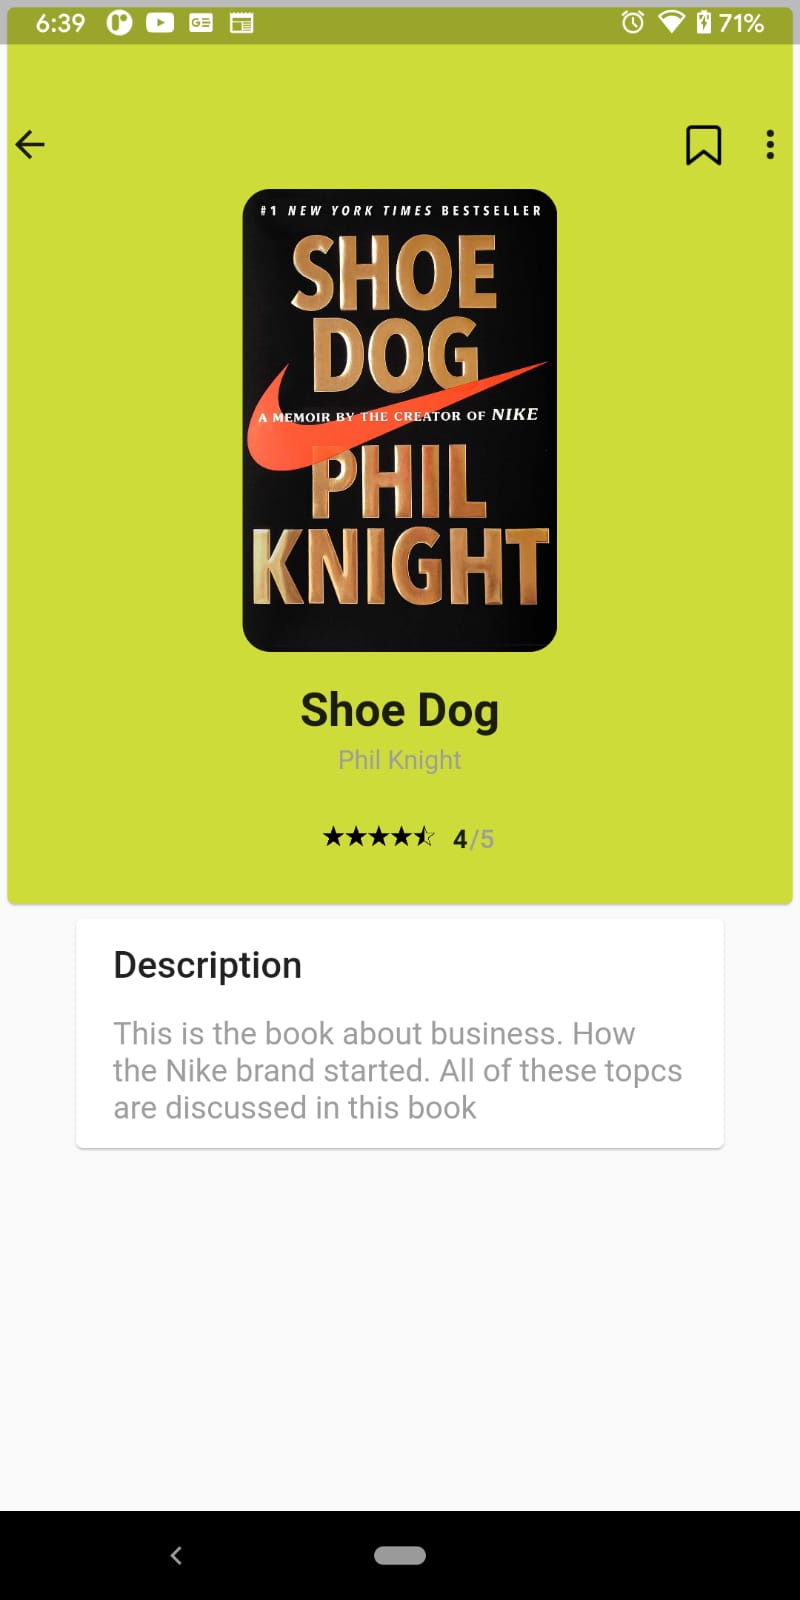 6:39 GE 71%
#1 NEW YORK TIMES BESTSELLER
SHOE
DOG
A MEMOIR BY THE CREATOR OF NIKE
PHIL
KNIGHT
Shoe Dog
Phil Knight
4/5
Description
This is the book about business. How
the Nike brand started. All of these topcs
are discussed in this book